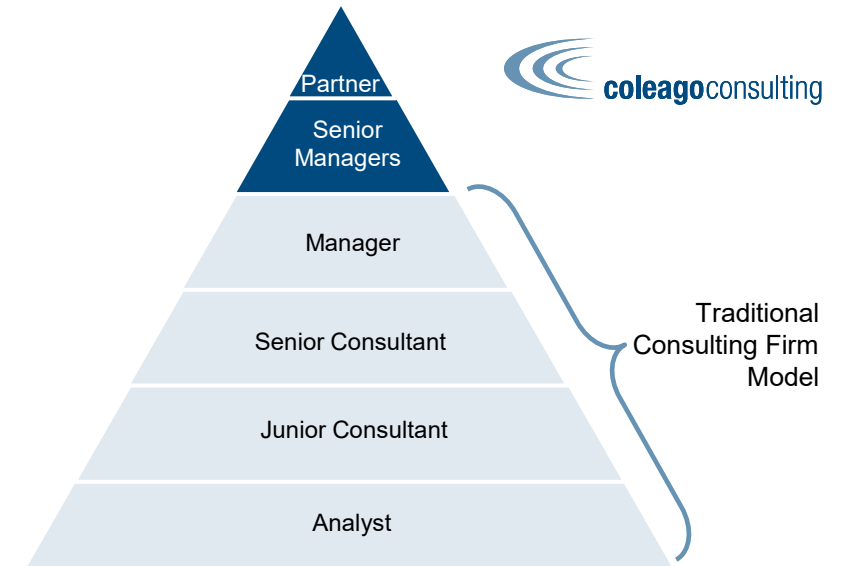 Partner
coleagoconsulting
Senior
Managers
Manager
Traditional
Consulting Firm
Model
Senior Consultant
Junior Consultant
Analyst